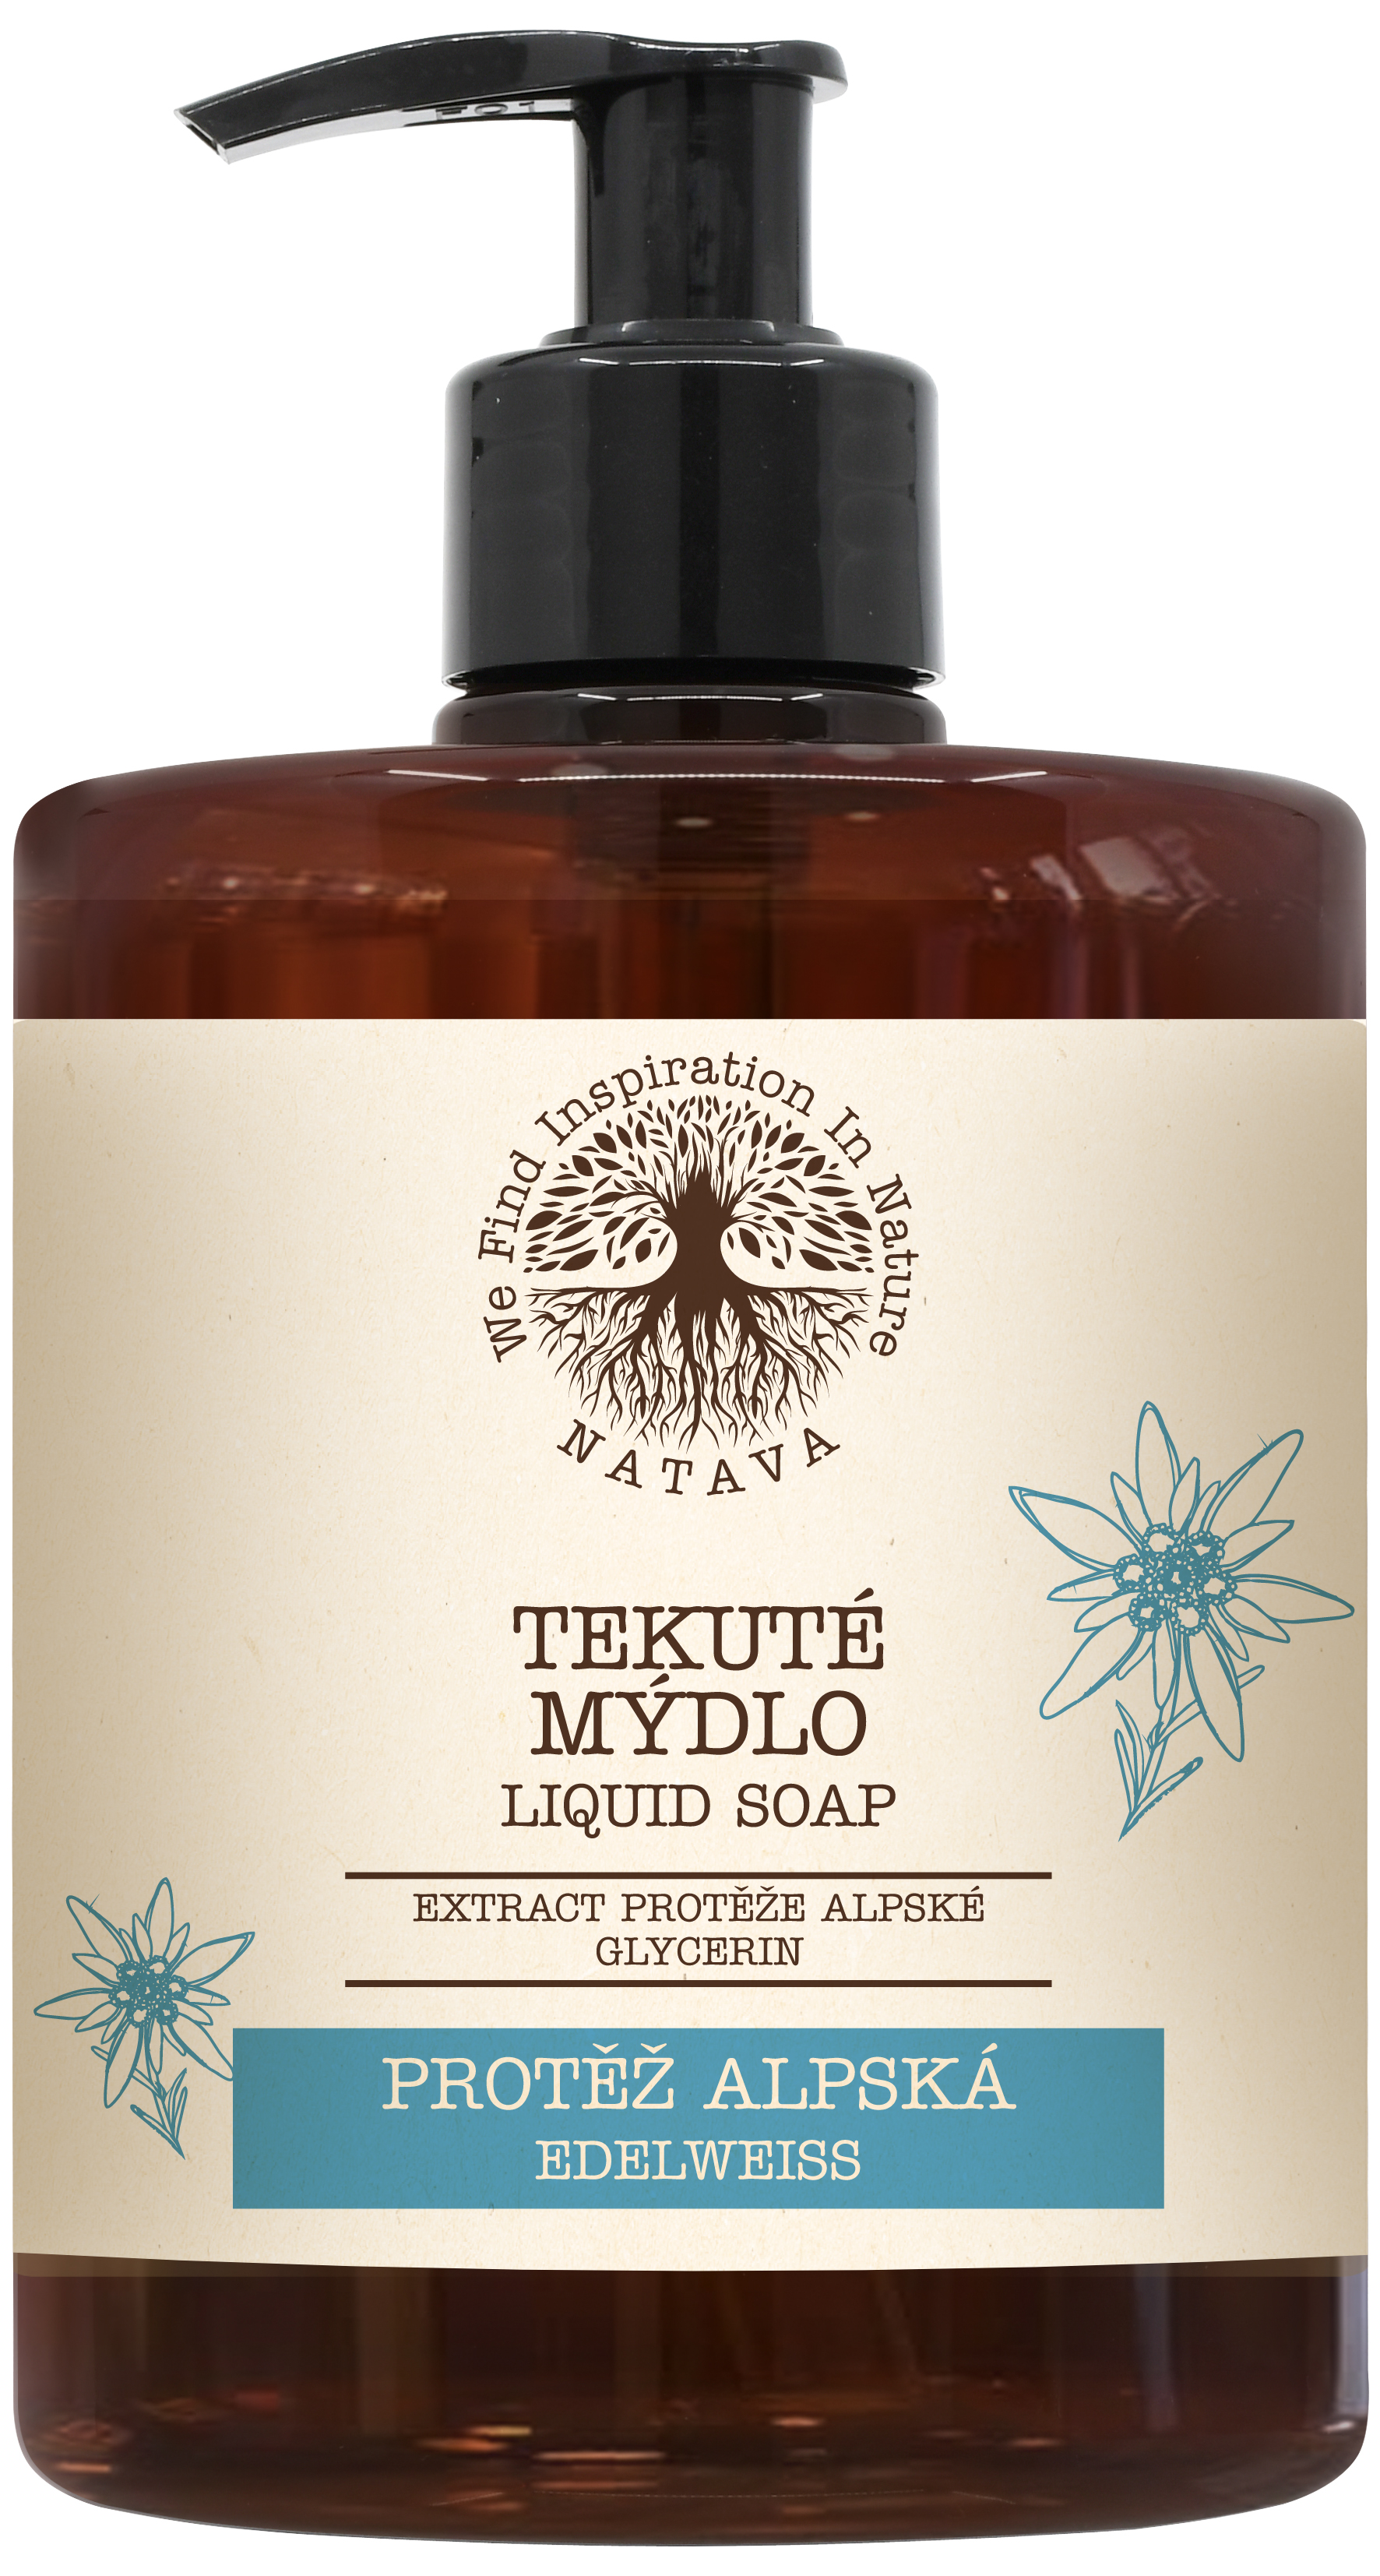 We Find Inspiration In Nature
NATAVA
TEKUTÉ
MÝDLO
LIQUID SOAP
EXTRACT PROTĚŽE ALPSKÉ
GLYCERIN
PROTĚŽ ALPSKÁ
EDELWEISS